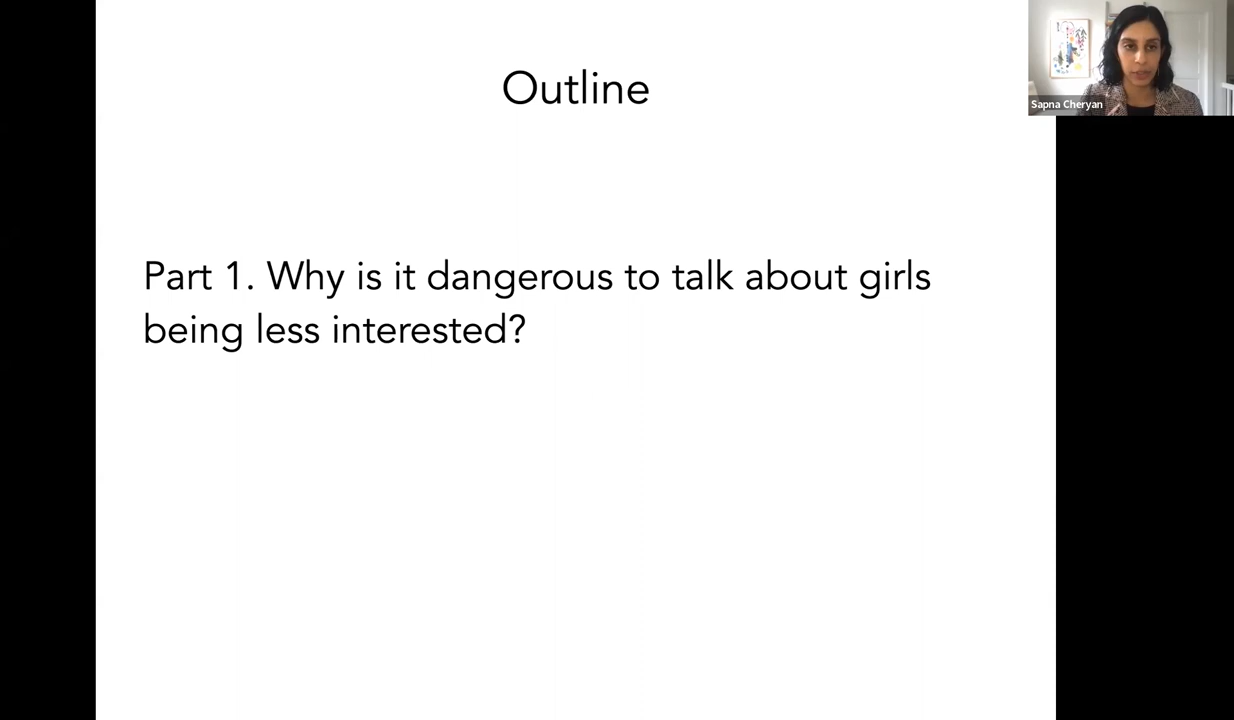 Outline
Sapna Cheryan
Part 1. Why is it dangerous to talk about girls
being less interested?